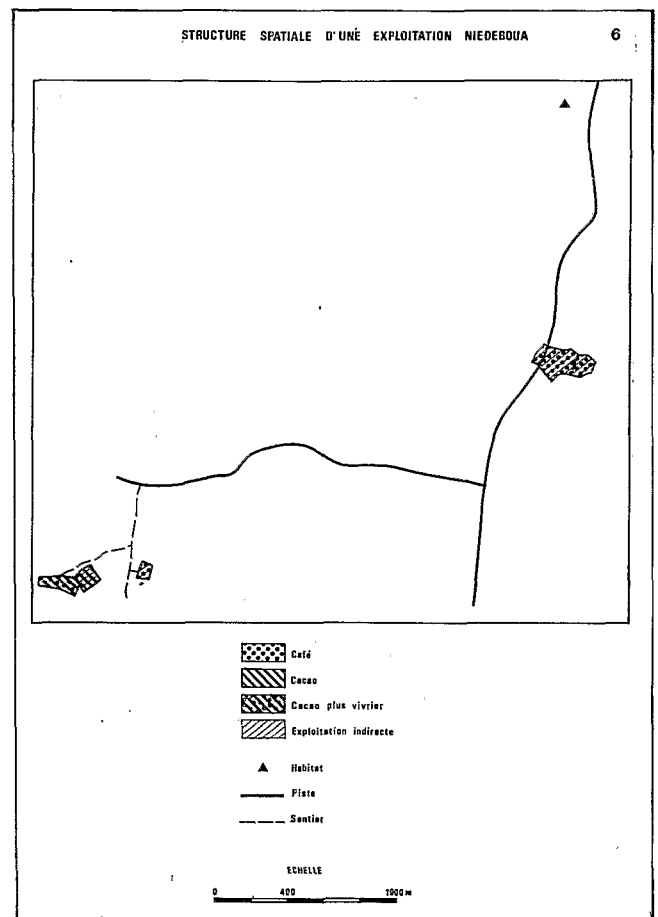 STRUCTURE SPATIALE D'UNE EXPLOITATION NIEDEBOUA 6
Café
Cacao
Cacao plus vivrier
Exploitation indirecte
Habitat
Piste
Sentier
ECHELLE
0 400 1000 M